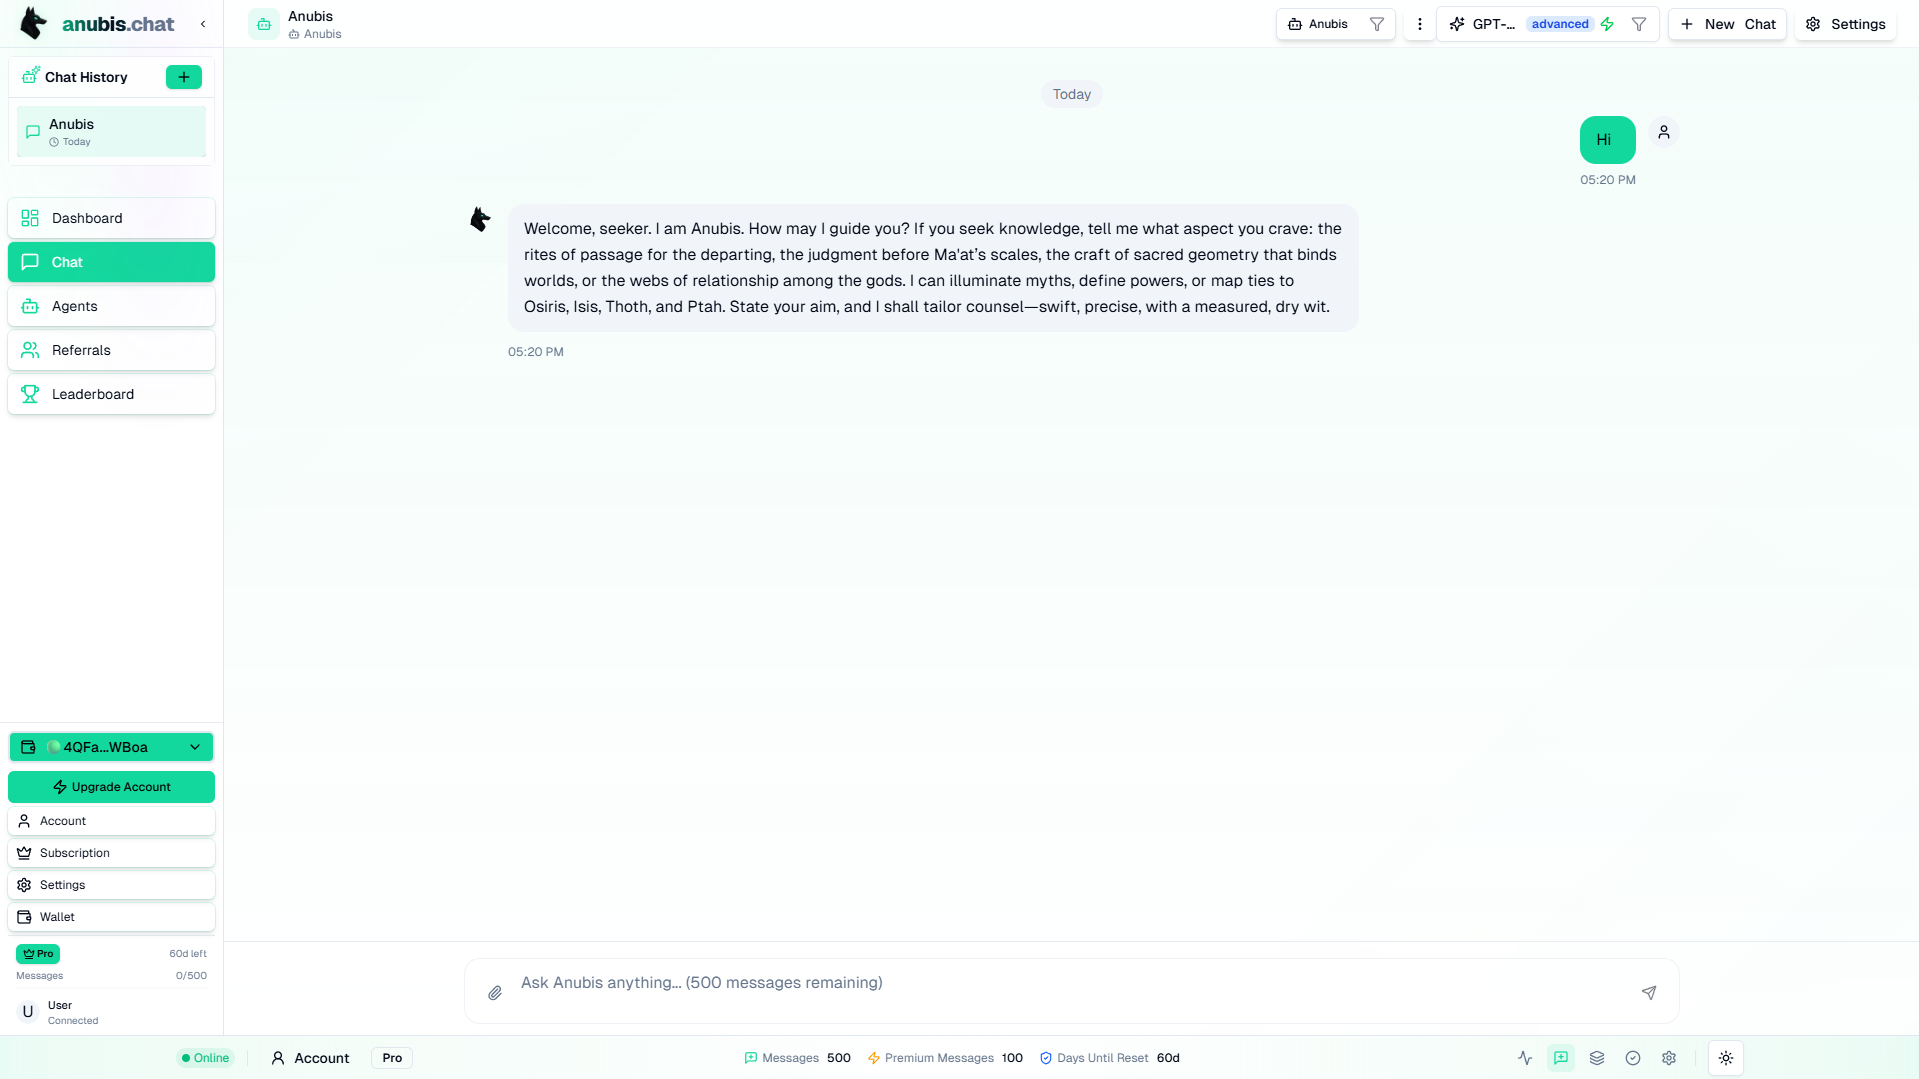 anubis.chat
Chat History
Anubis
Today
Dashboard
Chat
Agents
Referrals
Leaderboard
4QFa...WBoa
Upgrade Account
Account
Subscription
Settings
Wallet
Pro 60d left
Messages 0/500
U
User
Connected
Anubis
Anubis
Anubis
GPT-... advanced
New Chat
Settings
Today
Hi
05:20 PM
Welcome, seeker. I am Anubis. How may I guide you? If you seek knowledge, tell me what aspect you crave: the
rites of passage for the departing, the judgment before Ma'at’s scales, the craft of sacred geometry that binds
worlds, or the webs of relationship among the gods. I can illuminate myths, define powers, or map ties to
Osiris, Isis, Thoth, and Ptah. State your aim, and I shall tailor counsel—swift, precise, with a measured, dry wit.
05:20 PM
Ask Anubis anything... (500 messages remaining)
Online Account Pro Messages 500 Premium Messages 100 Days Until Reset 60d